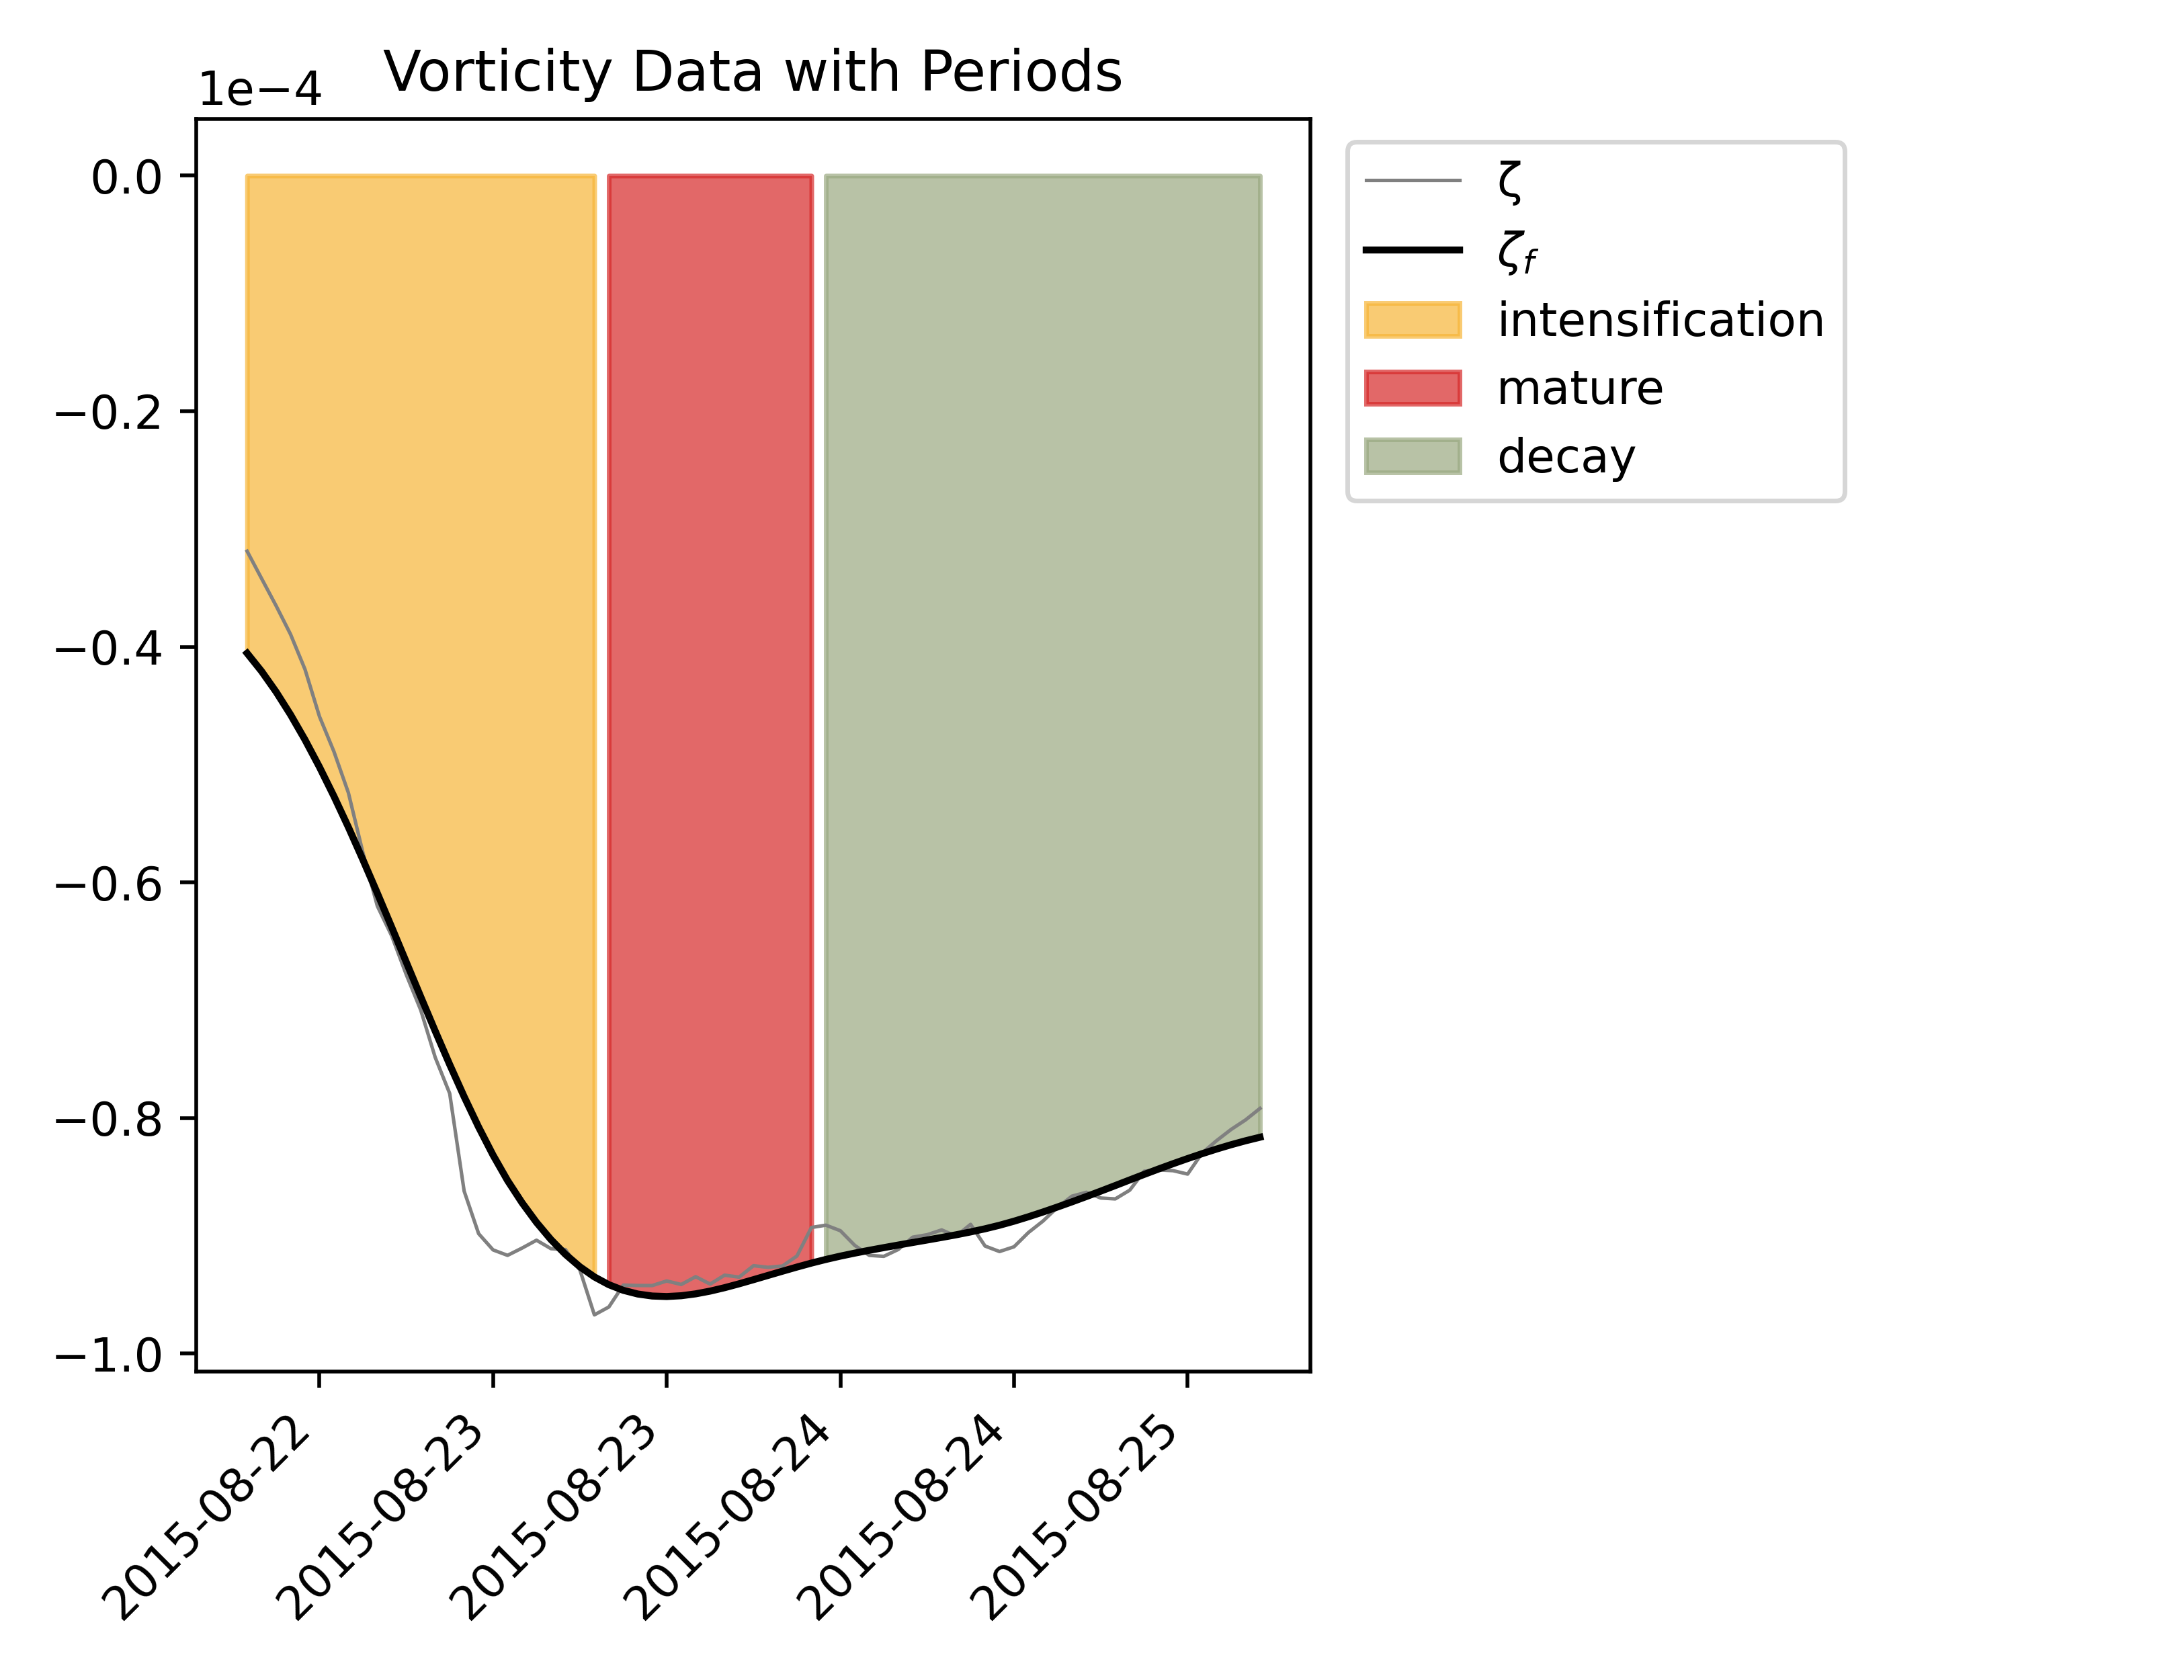 Vorticity Data with Periods
1e−4
0.0
−0.2
−0.4
−0.6
−0.8
−1.0
2015-08-22
2015-08-23
2015-08-23
2015-08-24
2015-08-24
2015-08-25
ζ
ζf
intensification
mature
decay